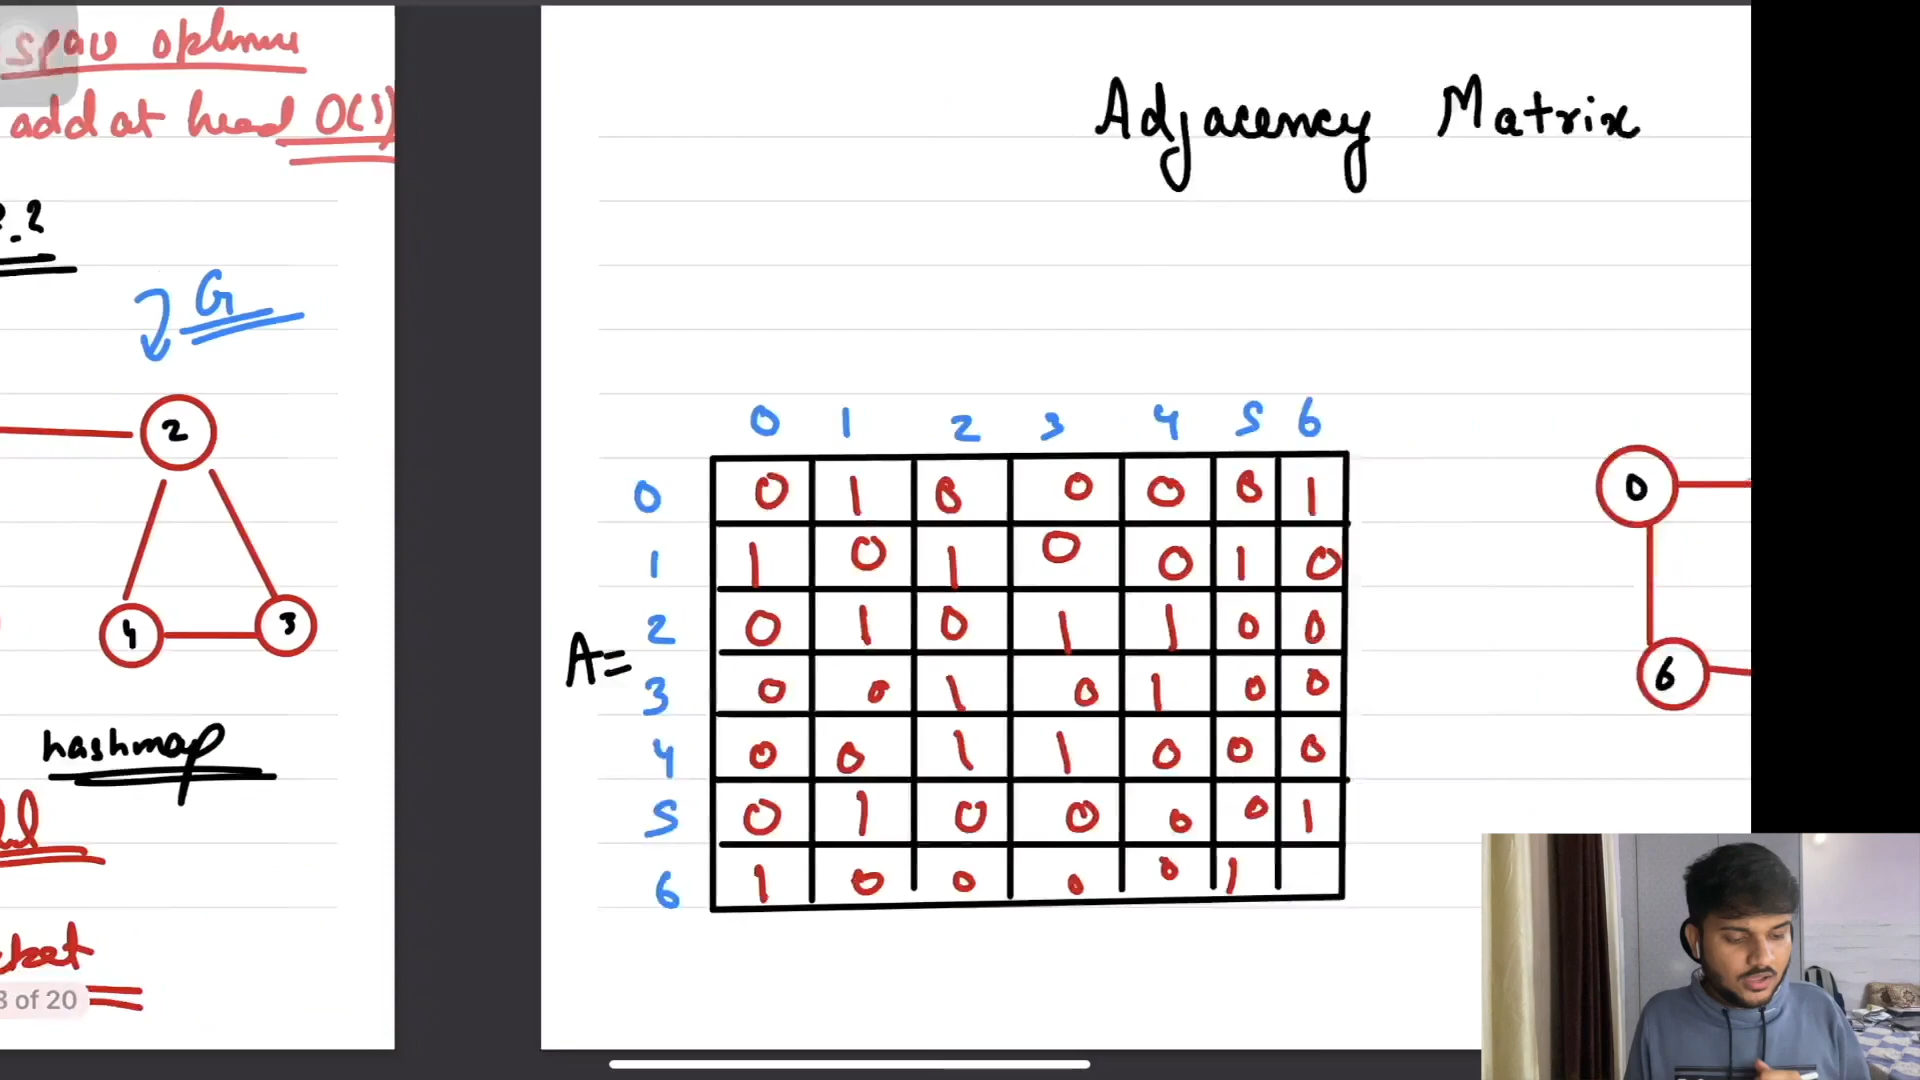 optimise
add at head O(1)
G
2
4
3
hashmap
3 of 20
Adjacency Matrix
0 1 2 3 4 5 6
0 0 1 0 0 0 0 1
1 1 0 1 0 0 1 0
2 0 1 0 1 1 0 0
A=
3 0 0 1 0 1 0 0
4 0 0 1 1 0 0 0
5 0 1 0 0 0 0 1
6 1 0 0 0 0 1
0
6